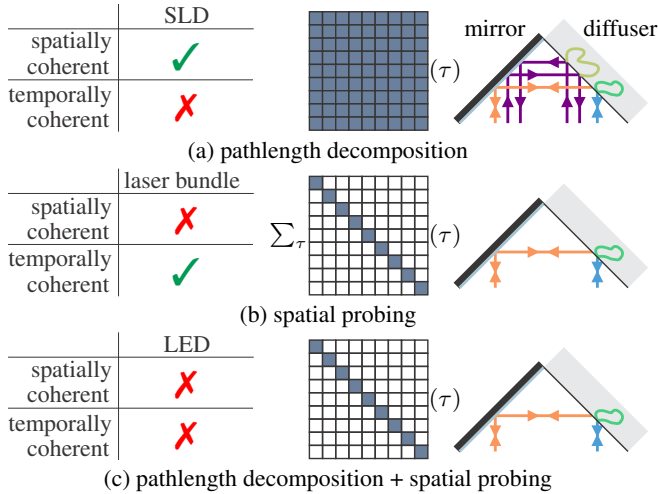 SLD
spatially
coherent ✓
temporally
coherent ✗
(τ)
mirror diffuser
(a) pathlength decomposition
laser bundle
spatially
coherent ✗
temporally
coherent ✓
∑τ (τ)
(b) spatial probing
LED
spatially
coherent ✗
temporally
coherent ✗
(τ)
(c) pathlength decomposition + spatial probing